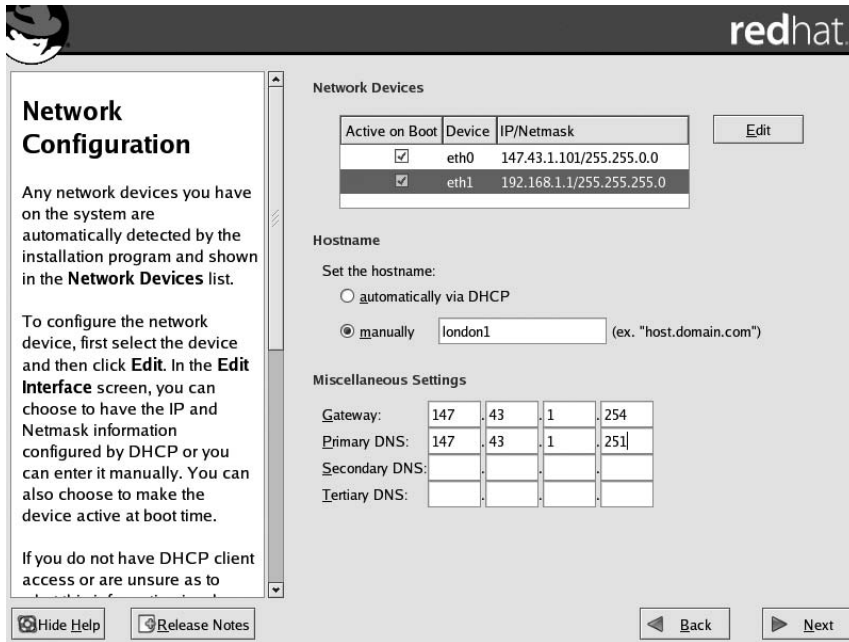 redhat.
Network
Configuration
Any network devices you have
on the system are
automatically detected by the
installation program and shown
in the Network Devices list.
To configure the network
device, first select the device
and then click Edit. In the Edit
Interface screen, you can
choose to have the IP and
Netmask information
configured by DHCP or you
can enter it manually. You can
also choose to make the
device active at boot time.
If you do not have DHCP client
access or are unsure as to
Network Devices
Active on Boot Device IP/Netmask
eth0 147.43.1.101/255.255.0.0
eth1 192.168.1.1/255.255.255.0
Edit
Hostname
Set the hostname:
automatically via DHCP
manually london1 (ex. "host.domain.com")
Miscellaneous Settings
Gateway: 147 . 43 . 1 . 254
Primary DNS: 147 . 43 . 1 . 251
Secondary DNS: . . .
Tertiary DNS: . . .
Hide Help
Release Notes
Back
Next